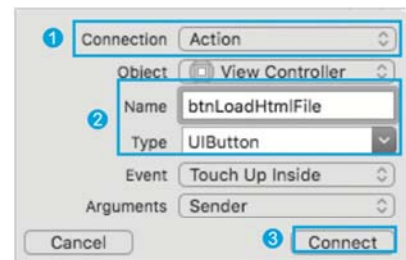 1 Connection Action
Object View Controller
2
Name btnLoadHtmlFile
Type UIButton
Event Touch Up Inside
Arguments Sender
Cancel 3 Connect